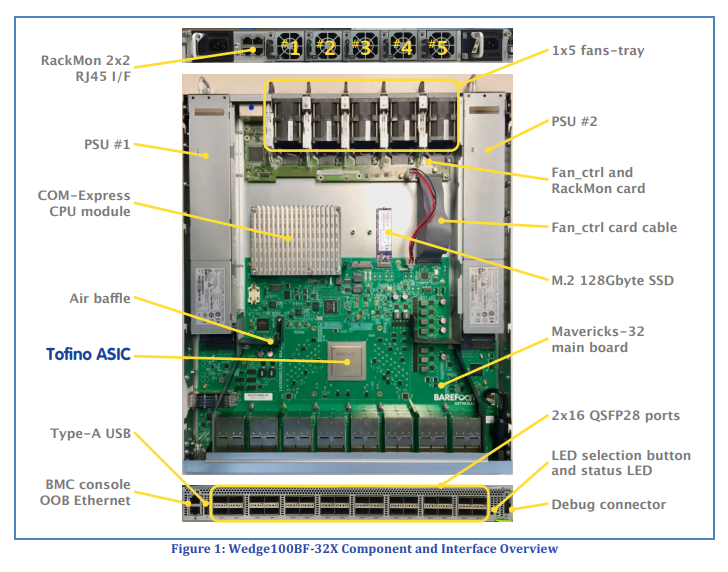 #1 #2 #3 #4 #5
RackMon 2x2
RJ45 I/F
1x5 fans-tray
PSU #1
PSU #2
COM-Express
CPU module
Fan_ctrl and
RackMon card
Fan_ctrl card cable
M.2 128Gbyte SSD
Air baffle
Tofino ASIC
Mavericks-32
main board
BAREFOOT
NETWORKS
2x16 QSFP28 ports
Type-A USB
LED selection button
and status LED
BMC console
OOB Ethernet
Debug connector
Figure 1: Wedge100BF-32X Component and Interface Overview